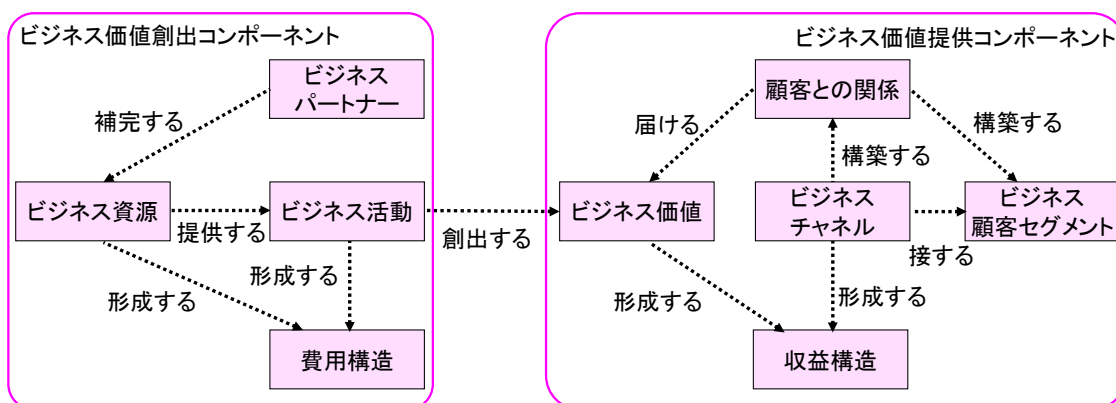 ビジネス価値創出コンポーネント
ビジネス
パートナー
補完する
ビジネス資源
提供する
ビジネス活動
形成する
形成する
費用構造
創出する
ビジネス価値提供コンポーネント
顧客との関係
届ける
構築する
構築する
ビジネス価値
ビジネス
チャネル
ビジネス
顧客セグメント
接する
形成する
形成する
収益構造